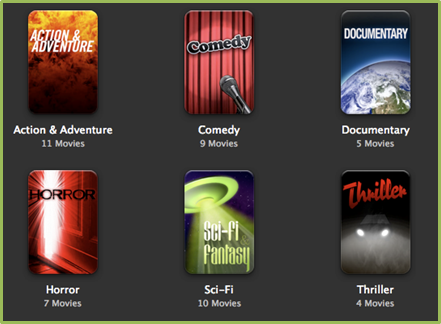 ACTION &
ADVENTURE
Comedy
DOCUMENTARY
Action & Adventure
Comedy
Documentary
11 Movies
9 Movies
5 Movies
HORROR
Sci-fi
Fantasy
Thriller
Horror
Sci-Fi
Thriller
7 Movies
10 Movies
4 Movies